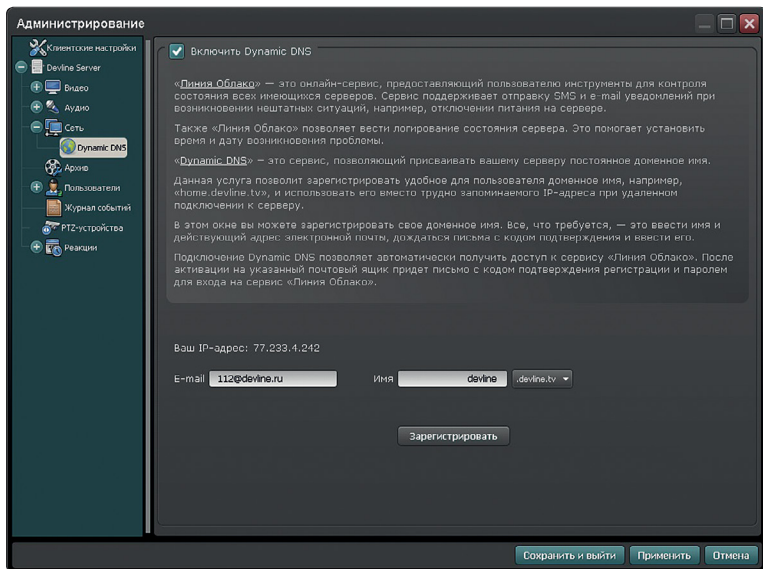 Администрирование
Клиентские настройки
Devline Server
Видео
Аудио
Сеть
Dynamic DNS
Архив
Пользователи
Журнал событий
PTZ-устройства
Реакции
Включить Dynamic DNS
«Линия Облако» — это онлайн-сервис, предоставляющий пользователю инструменты для контроля
состояния всех имеющихся серверов. Сервис поддерживает отправку SMS и e-mail уведомлений при
возникновении нештатных ситуаций, например, отключении питания на сервере.
Также «Линия Облако» позволяет вести логирование состояния сервера. Это помогает установить
время и дату возникновения проблемы.
«Dynamic DNS» — это сервис, позволяющий присваивать вашему серверу постоянное доменное имя.
Данная услуга позволит зарегистрировать удобное для пользователя доменное имя, например,
«home.devline.tv», и использовать его вместо трудно запоминаемого IP-адреса при удаленном
подключении к серверу.
В этом окне вы можете зарегистрировать свое доменное имя. Все, что требуется, — это ввести имя и
действующий адрес электронной почты, дождаться письма с кодом подтверждения и ввести его.
Подключение Dynamic DNS позволяет автоматически получить доступ к сервису «Линия Облако». После
активации на указанный почтовый ящик придет письмо с кодом подтверждения регистрации и паролем
для входа на сервис «Линия Облако».
Ваш IP-адрес: 77.233.4.242
E-mail 112@devline.ru Имя devline .devline.tv
Зарегистрировать
Сохранить и выйти Применить Отмена